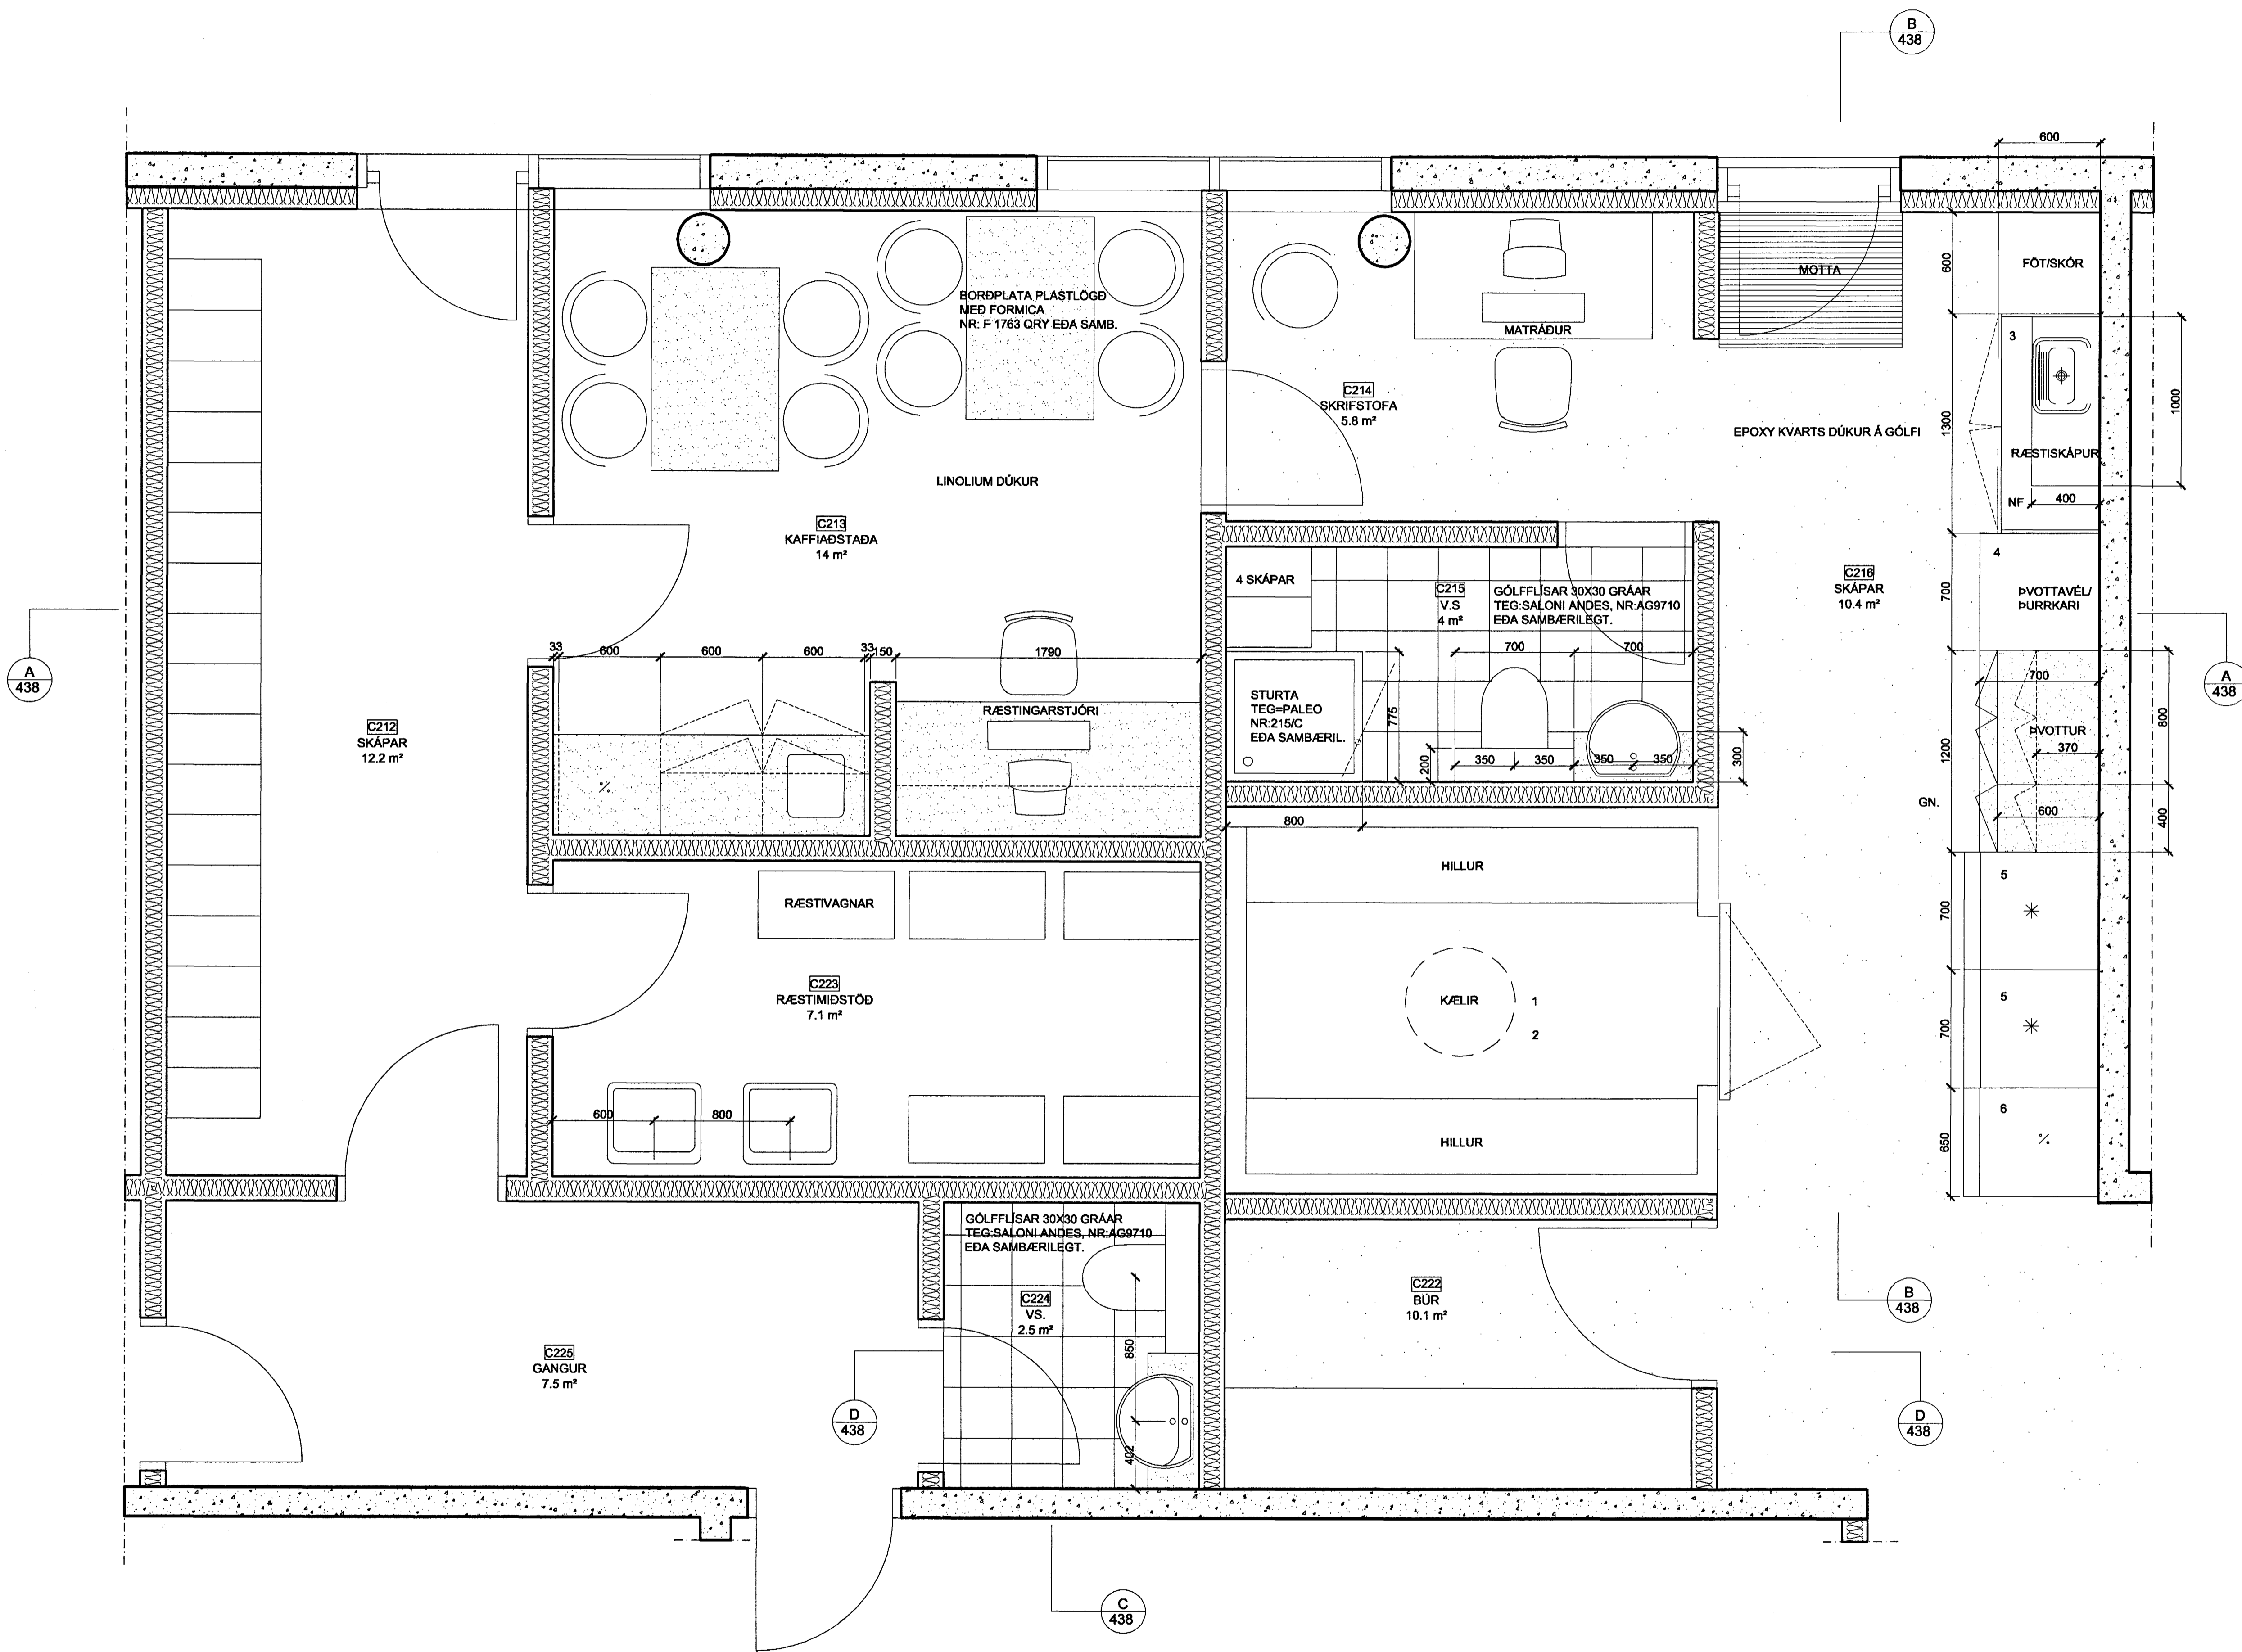 B
438
600
600
FÖT/SKÓR
MOTTA
BORÐPLATA PLASTLÖGÐ
MEÐ FORMICA
NR: F 1763 QRY EÐA SAMB.
MATRÁÐUR
3
C214
SKRIFSTOFA
5.8 m²
1000
1300
EPOXY KVARTS DÚKUR Á GÓLFI
RÆSTISKÁPUR
LINOLIUM DÚKUR
NF
400
C213
KAFFIAÐSTAÐA
14 m²
4
4 SKÁPAR
C215
V.S
4 m²
GÓLFFLÍSAR 30X30 GRÁAR
TEG:SALONI ANDES, NR:AG9710
EÐA SAMBÆRILEGT.
C216
SKÁPAR
10.4 m²
700
ÞVOTTAVÉL/
ÞURRKARI
A
438
A
438
33
600
600
600
33
150
1790
700
700
700
STURTA
TEG=PALEO
NR:215/C
EÐA SAMBÆRIL.
775
RÆSTINGARSTJÓRI
800
C212
SKÁPAR
12.2 m²
ÞVOTTUR
370
1200
200
350
350
350
350
300
%
GN.
600
400
800
HILLUR
5
RÆSTIVAGNAR
700
C223
RÆSTIMIÐSTÖÐ
7.1 m²
KÆLIR
1
2
5
700
600
800
6
%
650
HILLUR
GÓLFFLÍSAR 30X30 GRÁAR
TEG:SALONI ANDES, NR:AG9710
EÐA SAMBÆRILEGT.
C224
VS.
2.5 m²
C222
BÚR
10.1 m²
B
438
850
C225
GANGUR
7.5 m²
D
438
D
438
402
C
438